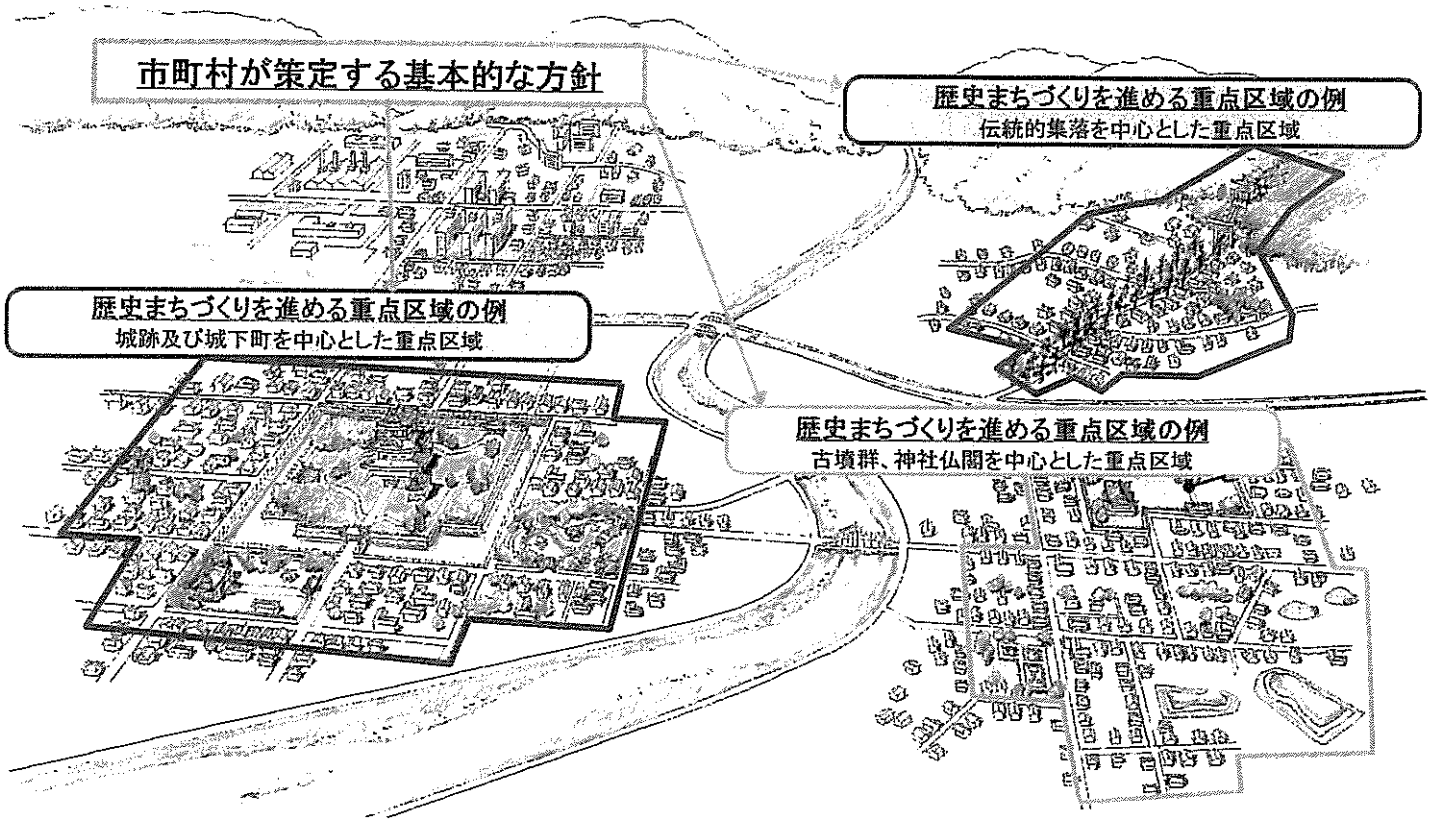 市町村が策定する基本的な方針
歴史まちづくりを進める重点区域の例
伝統的集落を中心とした重点区域
歴史まちづくりを進める重点区域の例
城跡及び城下町を中心とした重点区域
歴史まちづくりを進める重点区域の例
古墳群、神社仏閣を中心とした重点区域